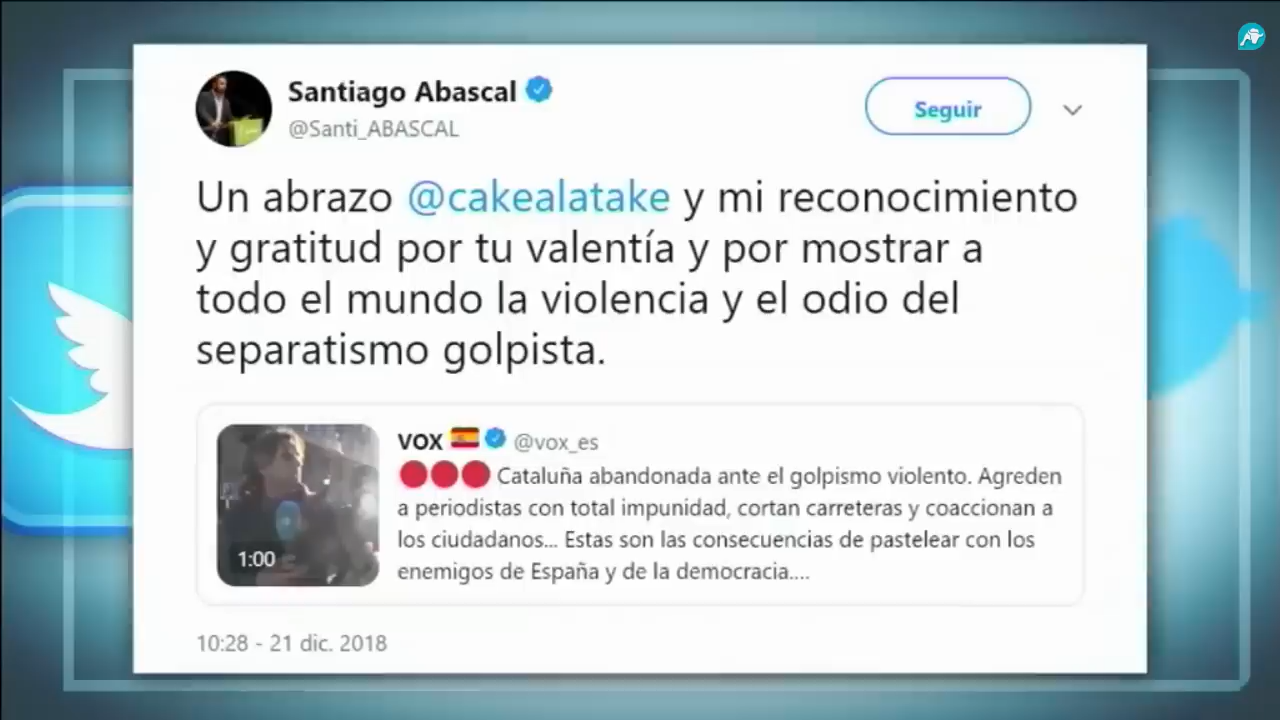 Santiago Abascal
@Santi_ABASCAL
Seguir
Un abrazo @cakealatake y mi reconocimiento
y gratitud por tu valentía y por mostrar a
todo el mundo la violencia y el odio del
separatismo golpista.
VOX @vox_es
Cataluña abandonada ante el golpismo violento. Agreden
a periodistas con total impunidad, cortan carreteras y coaccionan a
los ciudadanos... Estas son las consecuencias de pastelear con los
enemigos de España y de la democracia....
1:00
10:28 - 21 dic. 2018